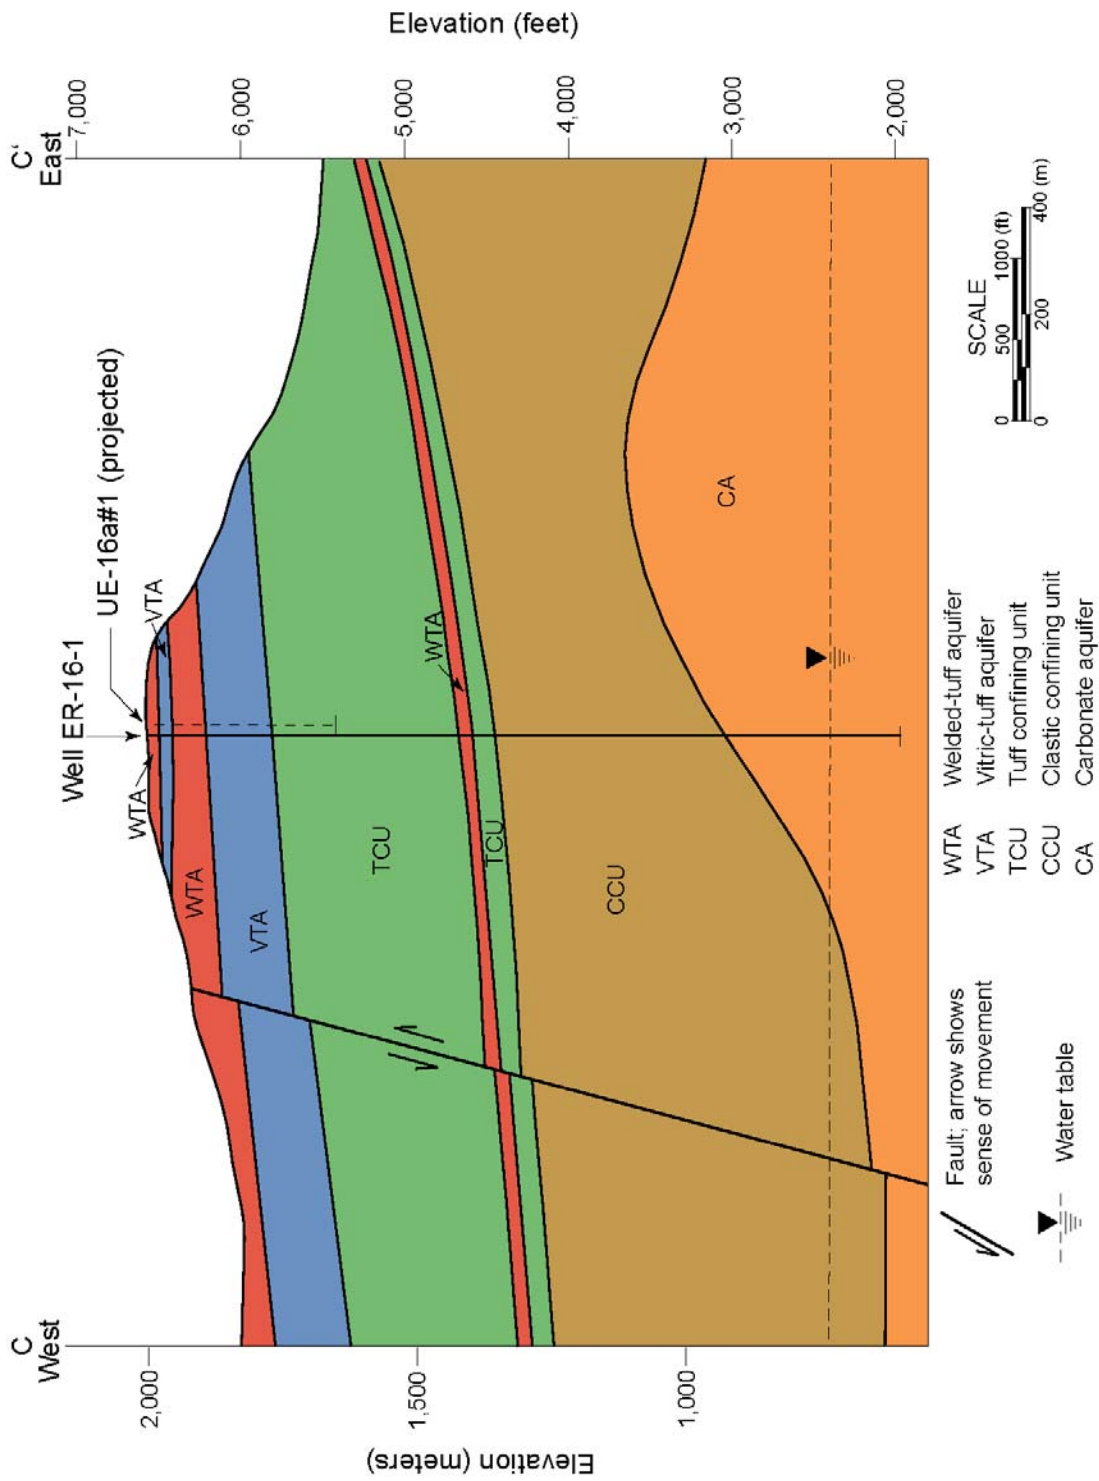 C
West
C'
East
Well ER-16-1
UE-16a#1 (projected)
Elevation (meters)
2,000
1,500
1,000
Elevation (feet)
7,000
6,000
5,000
4,000
3,000
2,000
WTA
VTA
WTA
VTA
TCU
WTA
TCU
CCU
CA
Fault; arrow shows
sense of movement
Water table
WTA Welded-tuff aquifer
VTA Vitric-tuff aquifer
TCU Tuff confining unit
CCU Clastic confining unit
CA Carbonate aquifer
SCALE
0 500 1000 (ft)
0 200 400 (m)